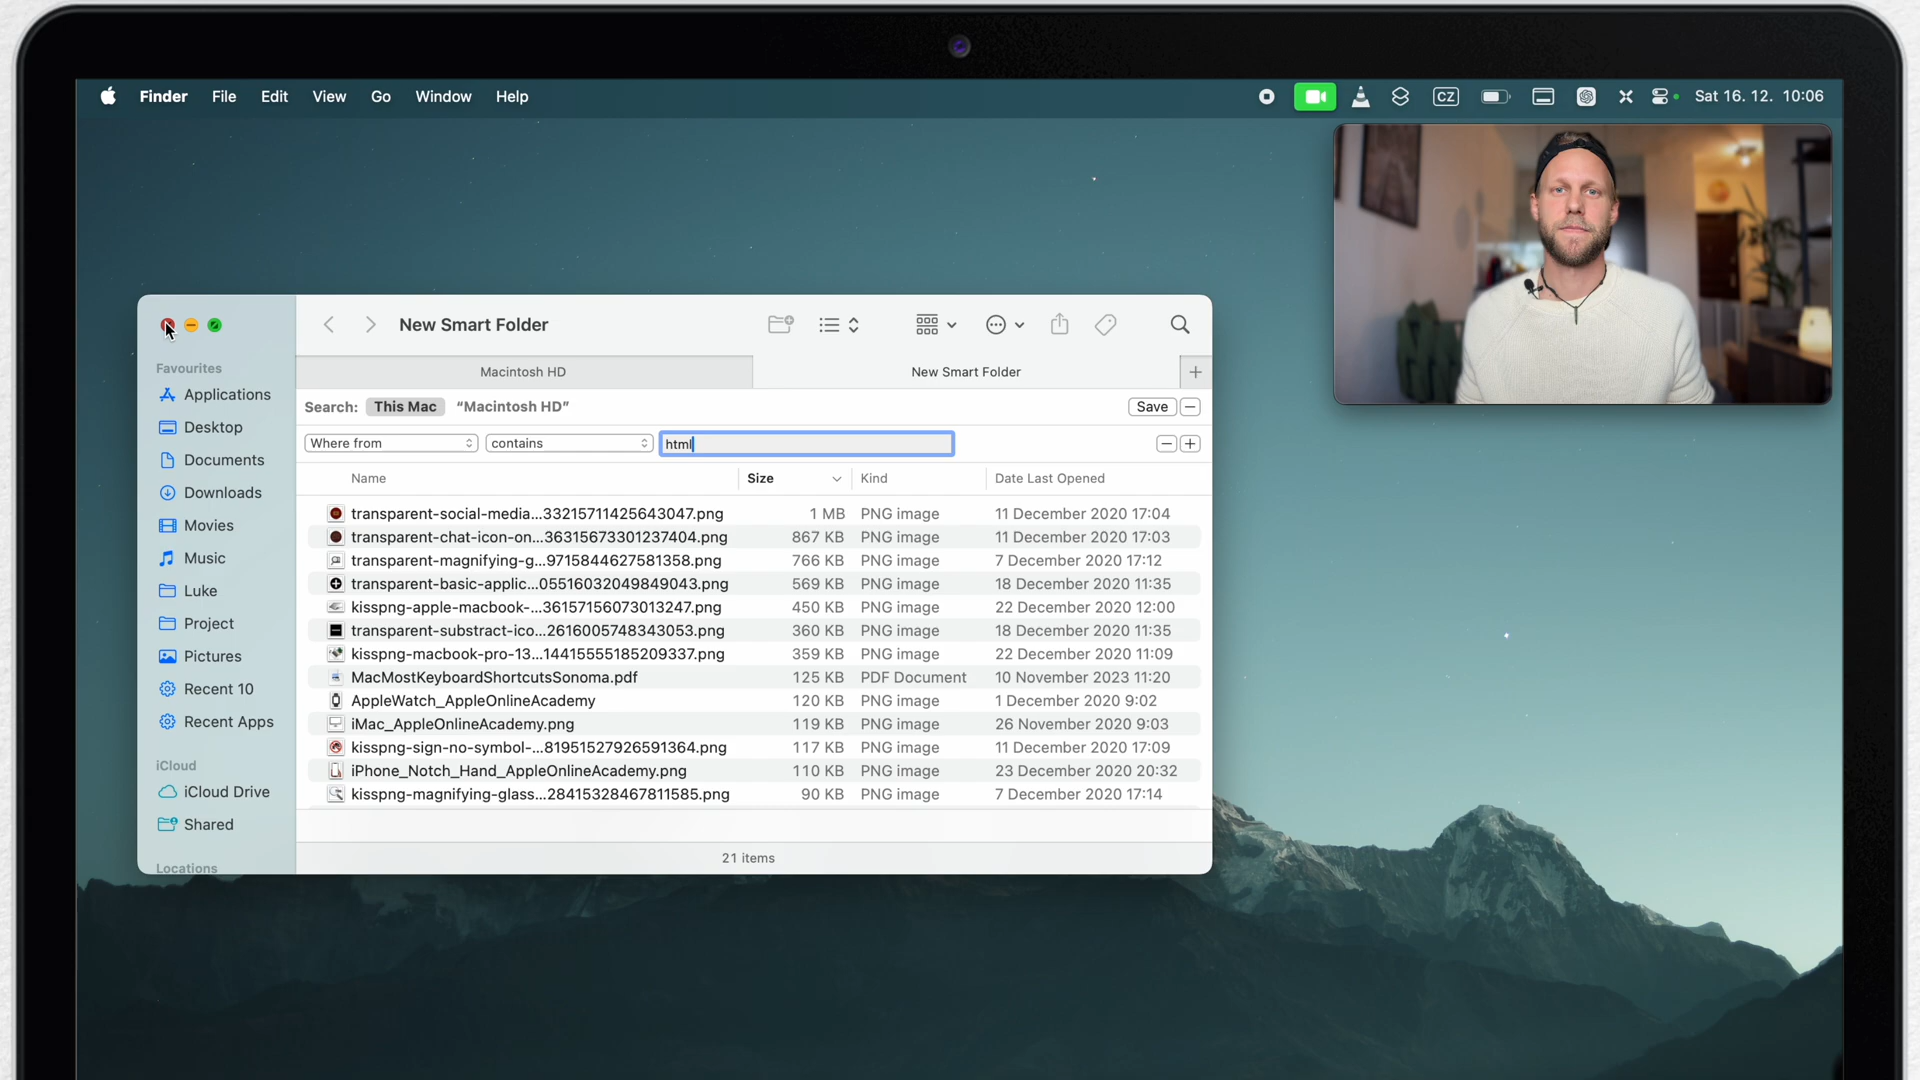 Finder File Edit View Go Window Help CZ Sat 16. 12. 10:06
New Smart Folder
Macintosh HD New Smart Folder
Search: This Mac “Macintosh HD” Save
Where from contains html
Name Size Kind Date Last Opened
transparent-social-media...33215711425643047.png 1 MB PNG image 11 December 2020 17:04
transparent-chat-icon-on...36315673301237404.png 867 KB PNG image 11 December 2020 17:03
transparent-magnifying-g...9715844627581358.png 766 KB PNG image 7 December 2020 17:12
transparent-basic-applic...05516032049849043.png 569 KB PNG image 18 December 2020 11:35
kisspng-apple-macbook-...36157156073013247.png 450 KB PNG image 22 December 2020 12:00
transparent-substract-ico...2616005748343053.png 360 KB PNG image 18 December 2020 11:35
kisspng-macbook-pro-13...14415555185209337.png 359 KB PNG image 22 December 2020 11:09
MacMostKeyboardShortcutsSonoma.pdf 125 KB PDF Document 10 November 2023 11:20
AppleWatch_AppleOnlineAcademy 120 KB PNG image 1 December 2020 9:02
iMac_AppleOnlineAcademy.png 119 KB PNG image 26 November 2020 9:03
kisspng-sign-no-symbol-...81951527926591364.png 117 KB PNG image 11 December 2020 17:09
iPhone_Notch_Hand_AppleOnlineAcademy.png 110 KB PNG image 23 December 2020 20:32
kisspng-magnifying-glass...28415328467811585.png 90 KB PNG image 7 December 2020 17:14
21 items
Favourites
Applications
Desktop
Documents
Downloads
Movies
Music
Luke
Project
Pictures
Recent 10
Recent Apps
iCloud
iCloud Drive
Shared
Locations